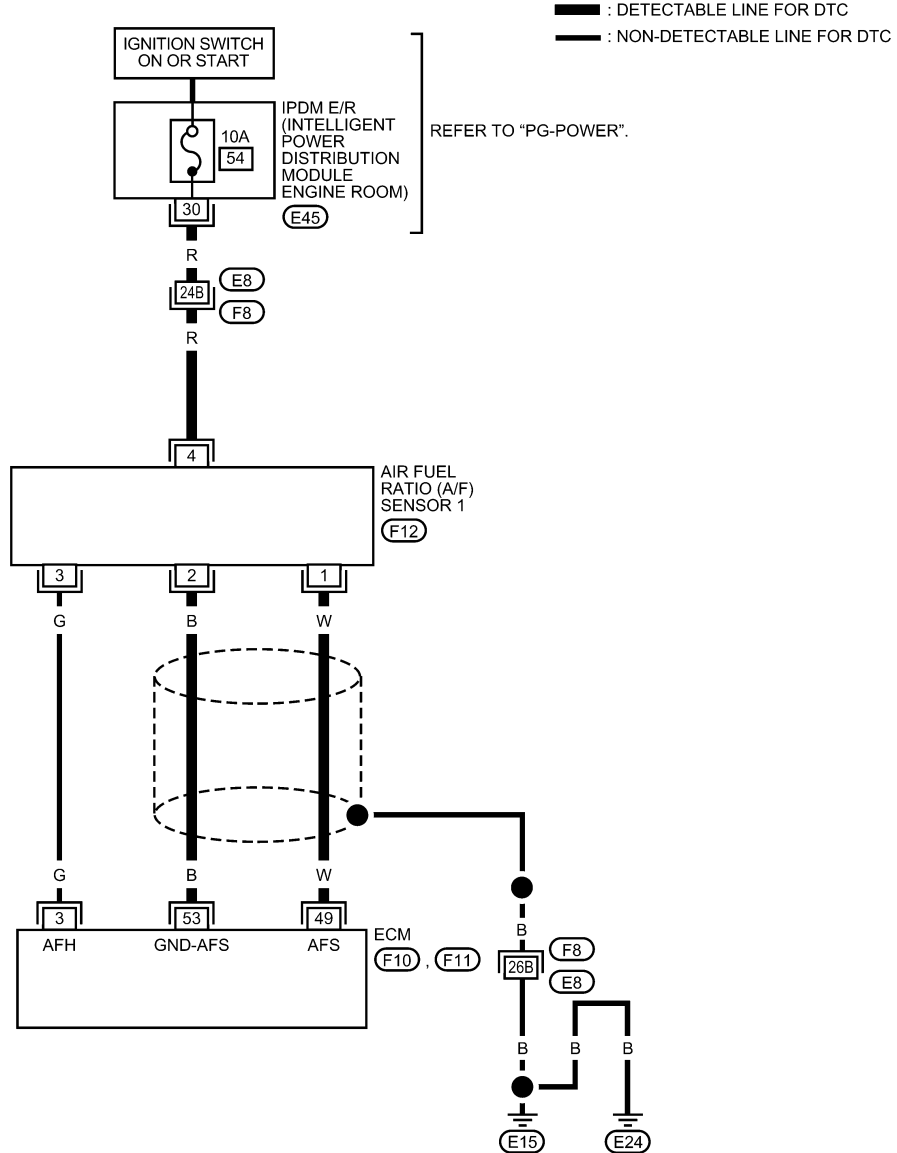 : DETECTABLE LINE FOR DTC
: NON-DETECTABLE LINE FOR DTC
IGNITION SWITCH
ON OR START
IPDM E/R
(INTELLIGENT
POWER
DISTRIBUTION
MODULE
ENGINE ROOM)
E45
10A
54
REFER TO “PG-POWER”.
30
R
24B
E8
F8
R
4
AIR FUEL
RATIO (A/F)
SENSOR 1
F12
3 2 1
G B W
G B W
3 53 49
AFH GND-AFS AFS
ECM
F10 , F11
B
26B
F8
E8
B B B
E15 E24